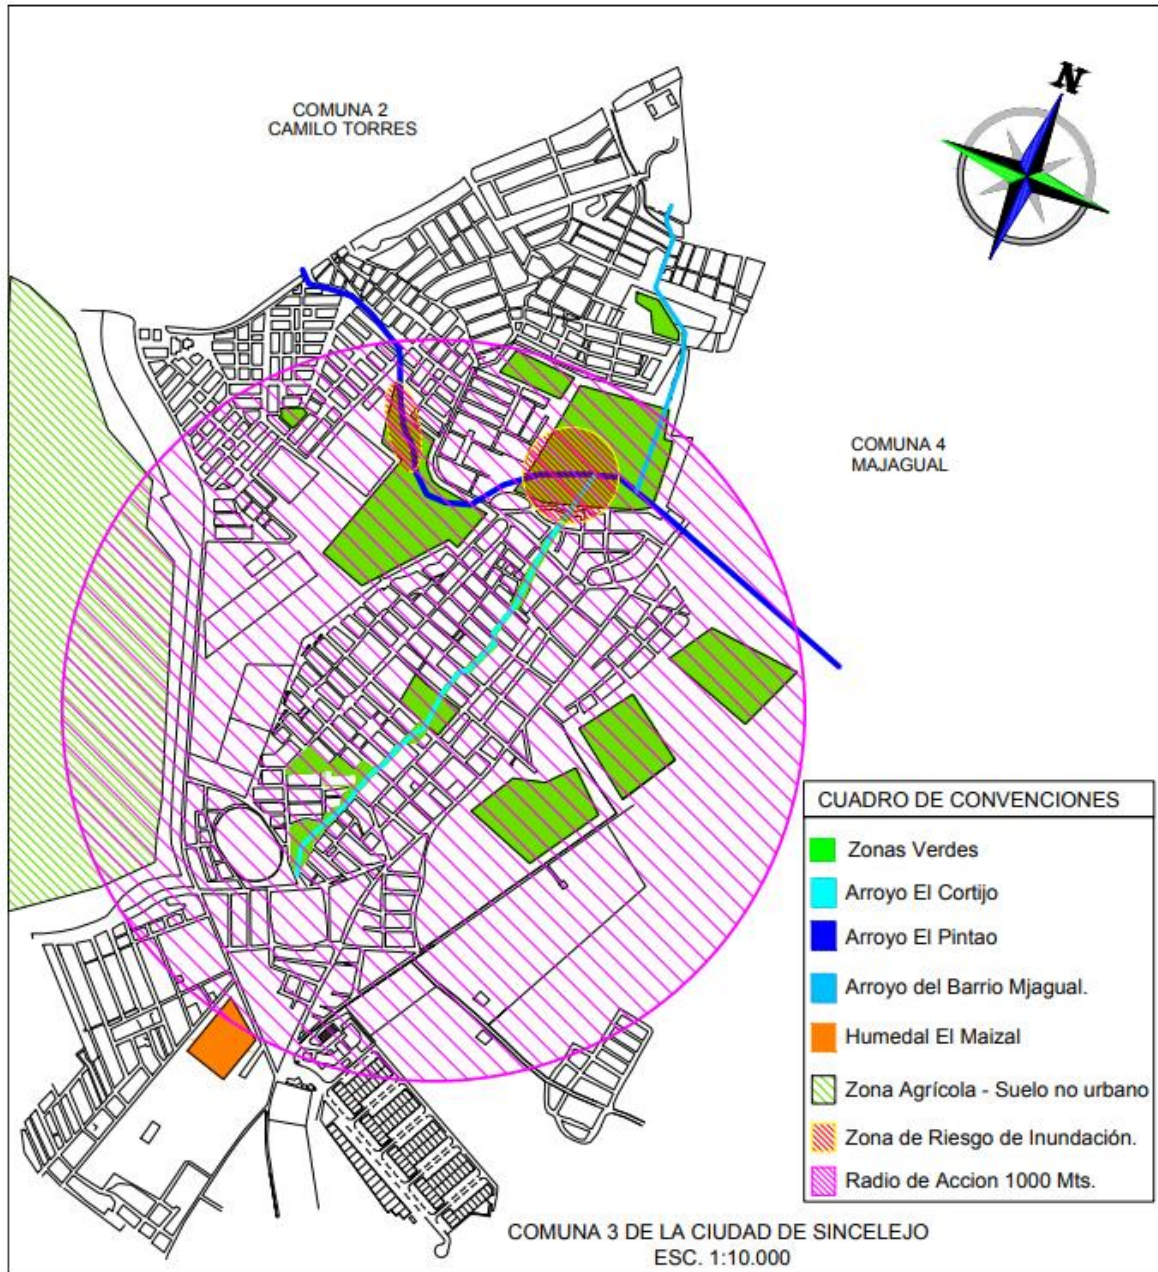 COMUNA 2
CAMILO TORRES
N
COMUNA 4
MAJAGUAL
CUADRO DE CONVENCIONES
Zonas Verdes
Arroyo El Cortijo
Arroyo El Pintao
Arroyo del Barrio Mjagual.
Humedal El Maizal
Zona Agrícola - Suelo no urbano
Zona de Riesgo de Inundación.
Radio de Accion 1000 Mts.
COMUNA 3 DE LA CIUDAD DE SINCELEJO
ESC. 1:10.000